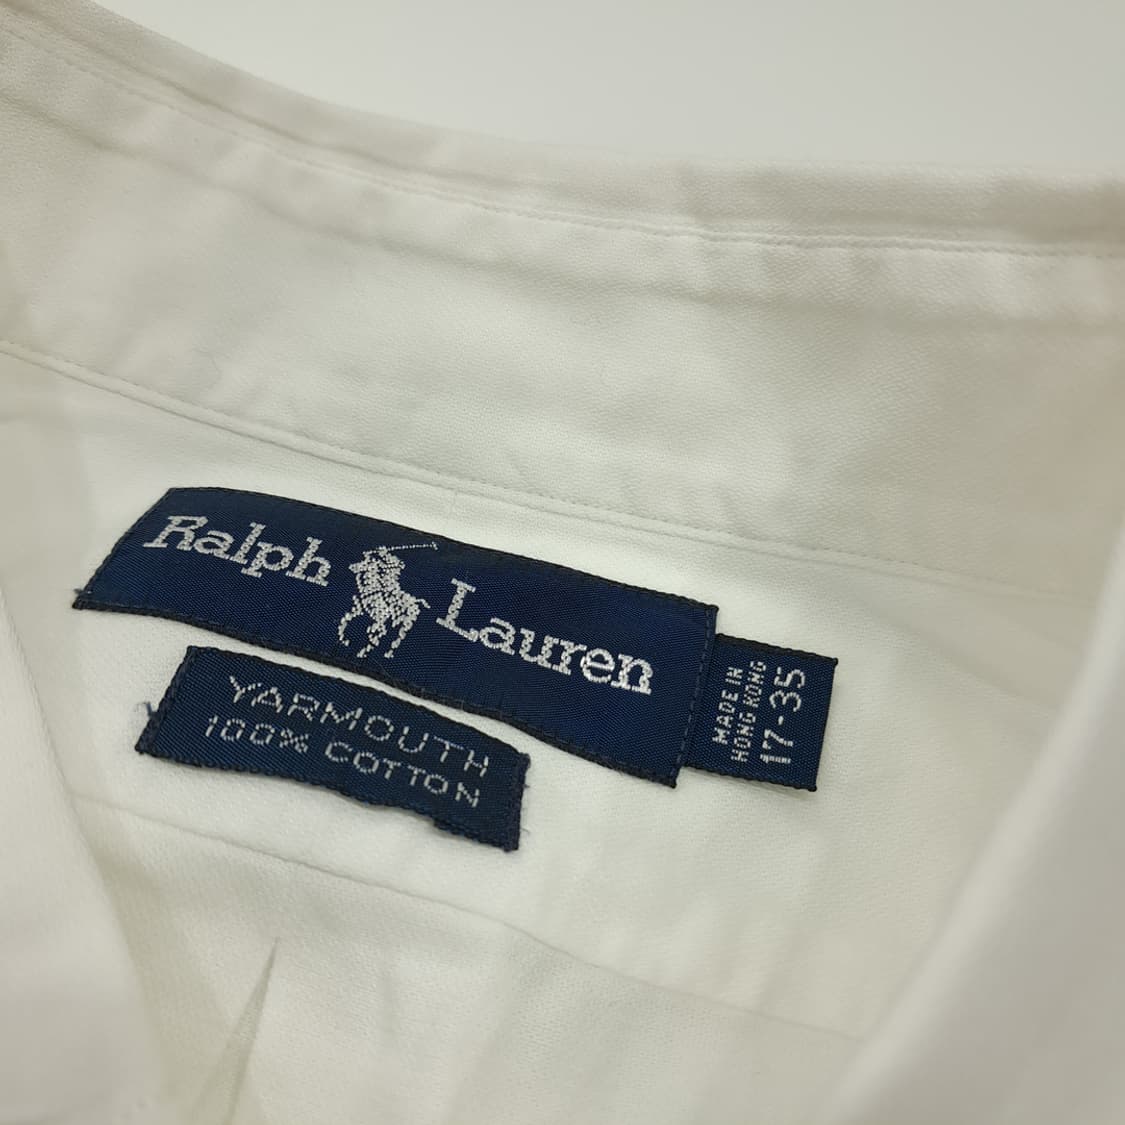 Ralph Lauren
YARMOUTH
100% COTTON
MADE IN
HONG KONG
17-35